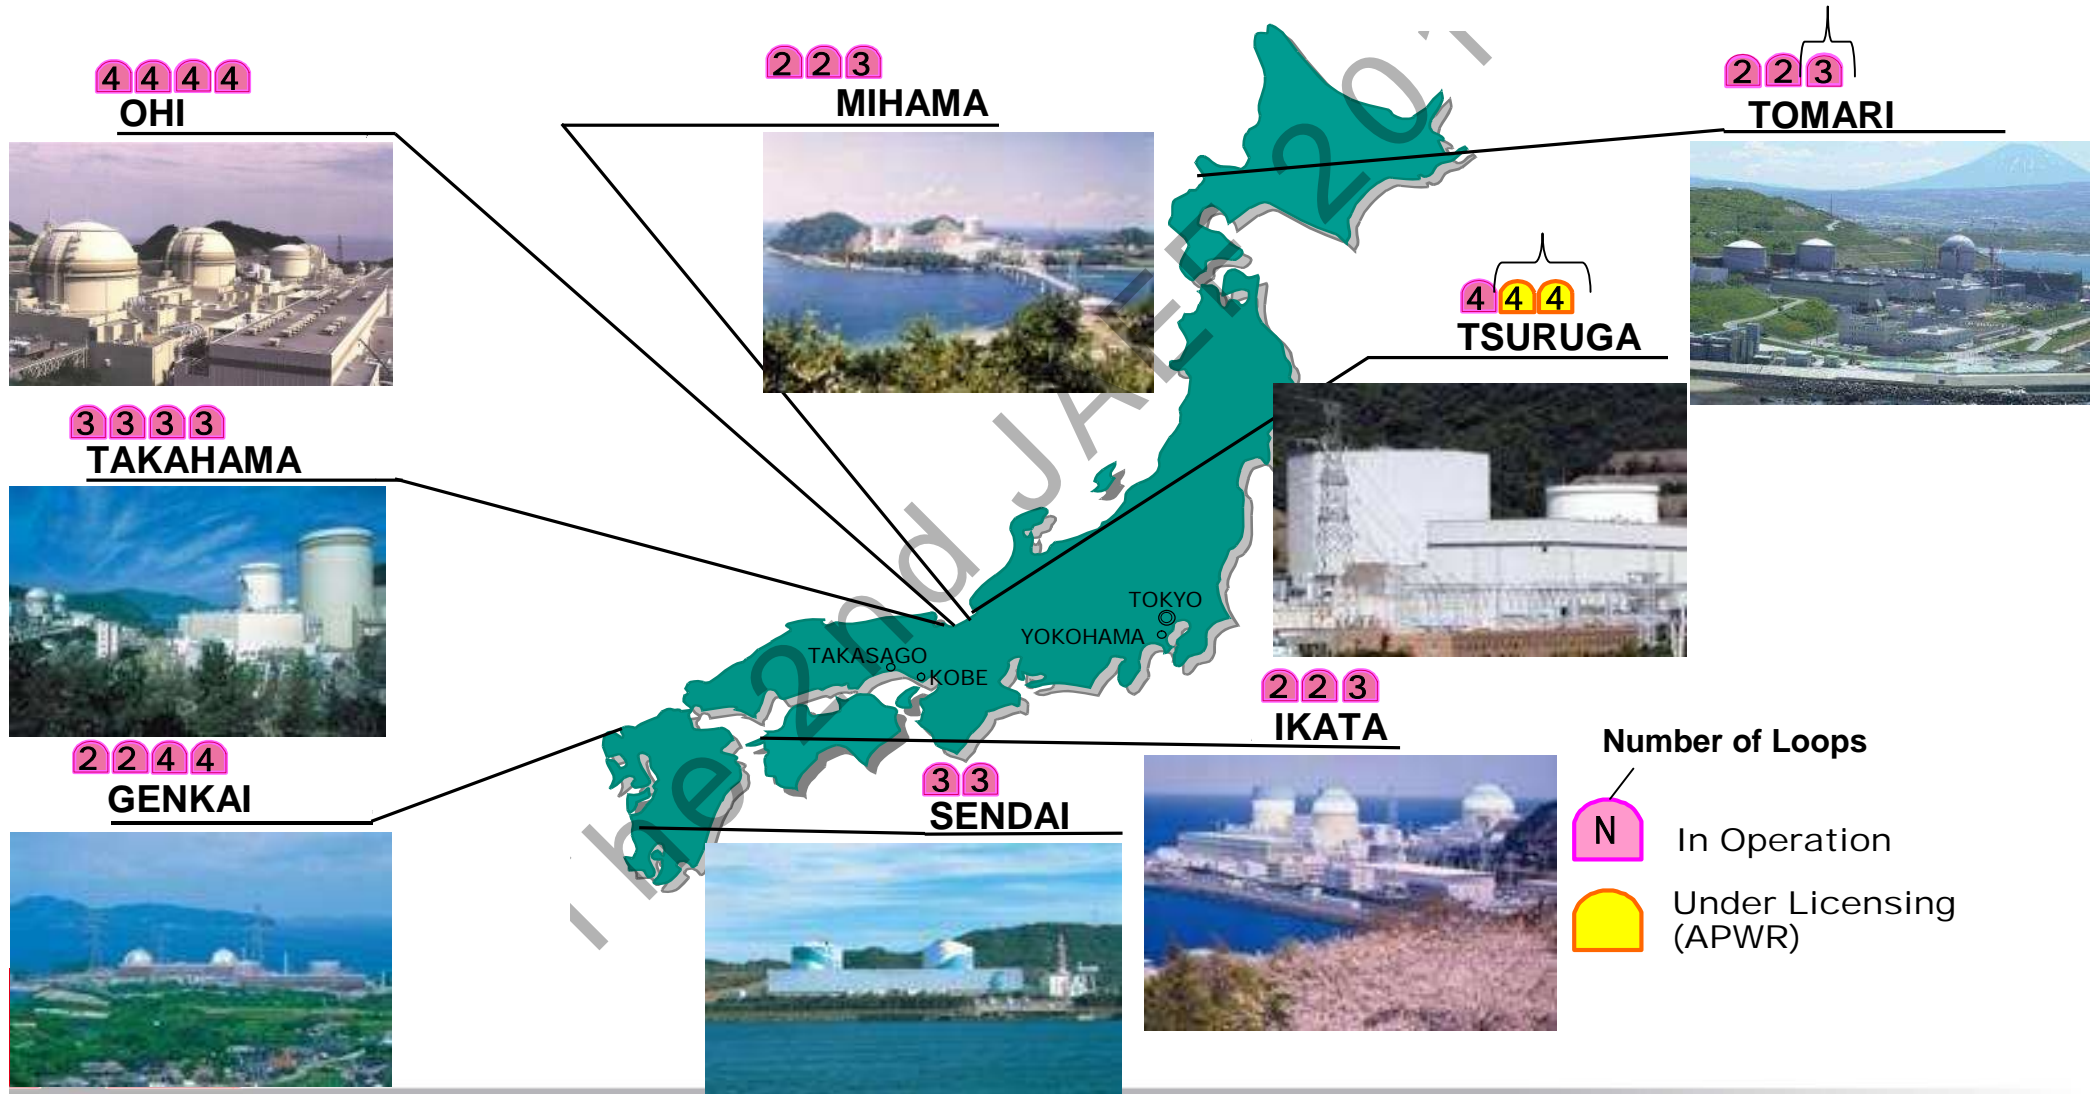 4 4 4 4
OHI
2 2 3
MIHAMA
2 2 3
TOMARI
4 4 4
TSURUGA
3 3 3 3
TAKAHAMA
TOKYO
YOKOHAMA
TAKASAGO
KOBE
2 2 3
IKATA
2 2 4 4
GENKAI
3 3
SENDAI
Number of Loops
N
In Operation
Under Licensing
(APWR)